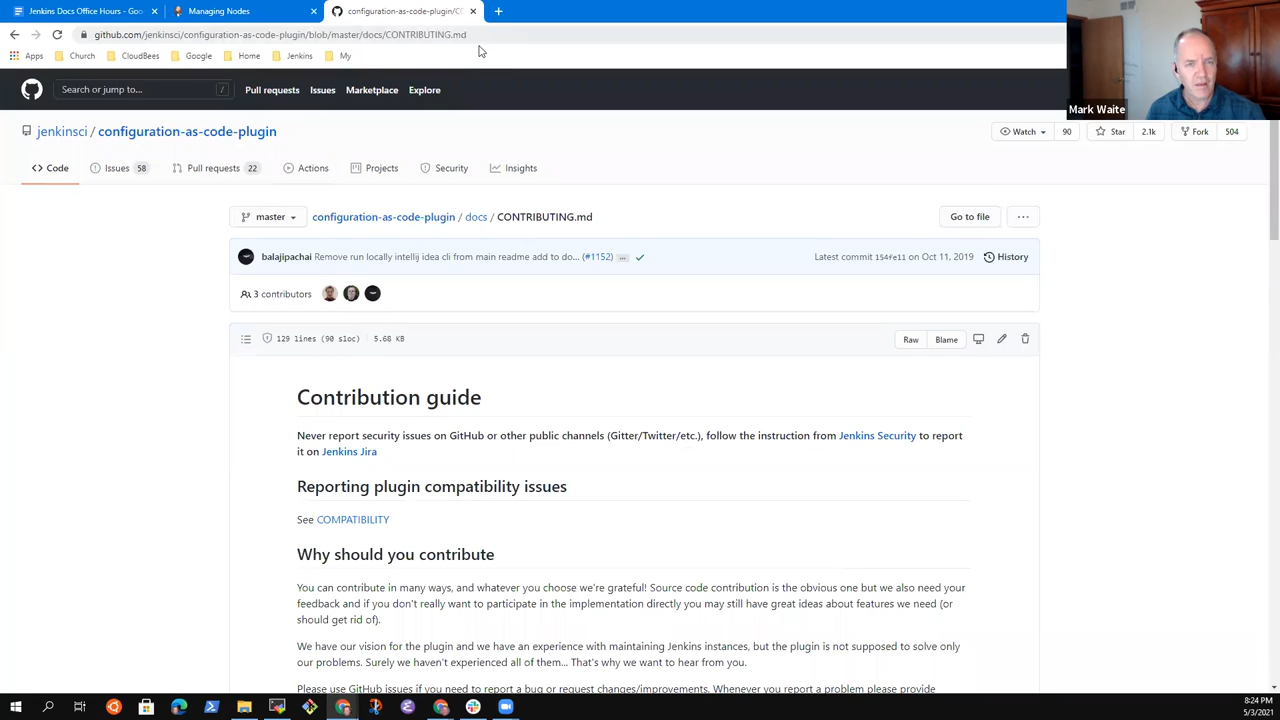 Jenkins Docs Office Hours - Goo
Managing Nodes
configuration-as-code-plugin/CO
github.com/jenkinsci/configuration-as-code-plugin/blob/master/docs/CONTRIBUTING.md
Apps
Church
CloudBees
Google
Home
Jenkins
My
Mark Waite
Search or jump to...
/
Pull requests
Issues
Marketplace
Explore
jenkinsci / configuration-as-code-plugin
Watch
90
Star
2.1k
Fork
504
Code
Issues 58
Pull requests 22
Actions
Projects
Security
Insights
master
configuration-as-code-plugin / docs / CONTRIBUTING.md
Go to file
...
balajipachai Remove run locally intellij idea cli from main readme add to do... (#1152) ...
Latest commit 154fe11 on Oct 11, 2019
History
3 contributors
129 lines (90 sloc)
5.68 KB
Raw
Blame
Contribution guide
Never report security issues on GitHub or other public channels (Gitter/Twitter/etc.), follow the instruction from Jenkins Security to report
it on Jenkins Jira
Reporting plugin compatibility issues
See COMPATIBILITY
Why should you contribute
You can contribute in many ways, and whatever you choose we're grateful! Source code contribution is the obvious one but we also need your
feedback and if you don't really want to participate in the implementation directly you may still have great ideas about features we need (or
should get rid of).
We have our vision for the plugin and we have an experience with maintaining Jenkins instances, but the plugin is not supposed to solve only
our problems. Surely we haven't experienced all of them... That's why we want to hear from you.
Please use GitHub issues if you need to report a bug or request changes/improvements. Whenever you report a problem please provide
8:24 PM
5/3/2021